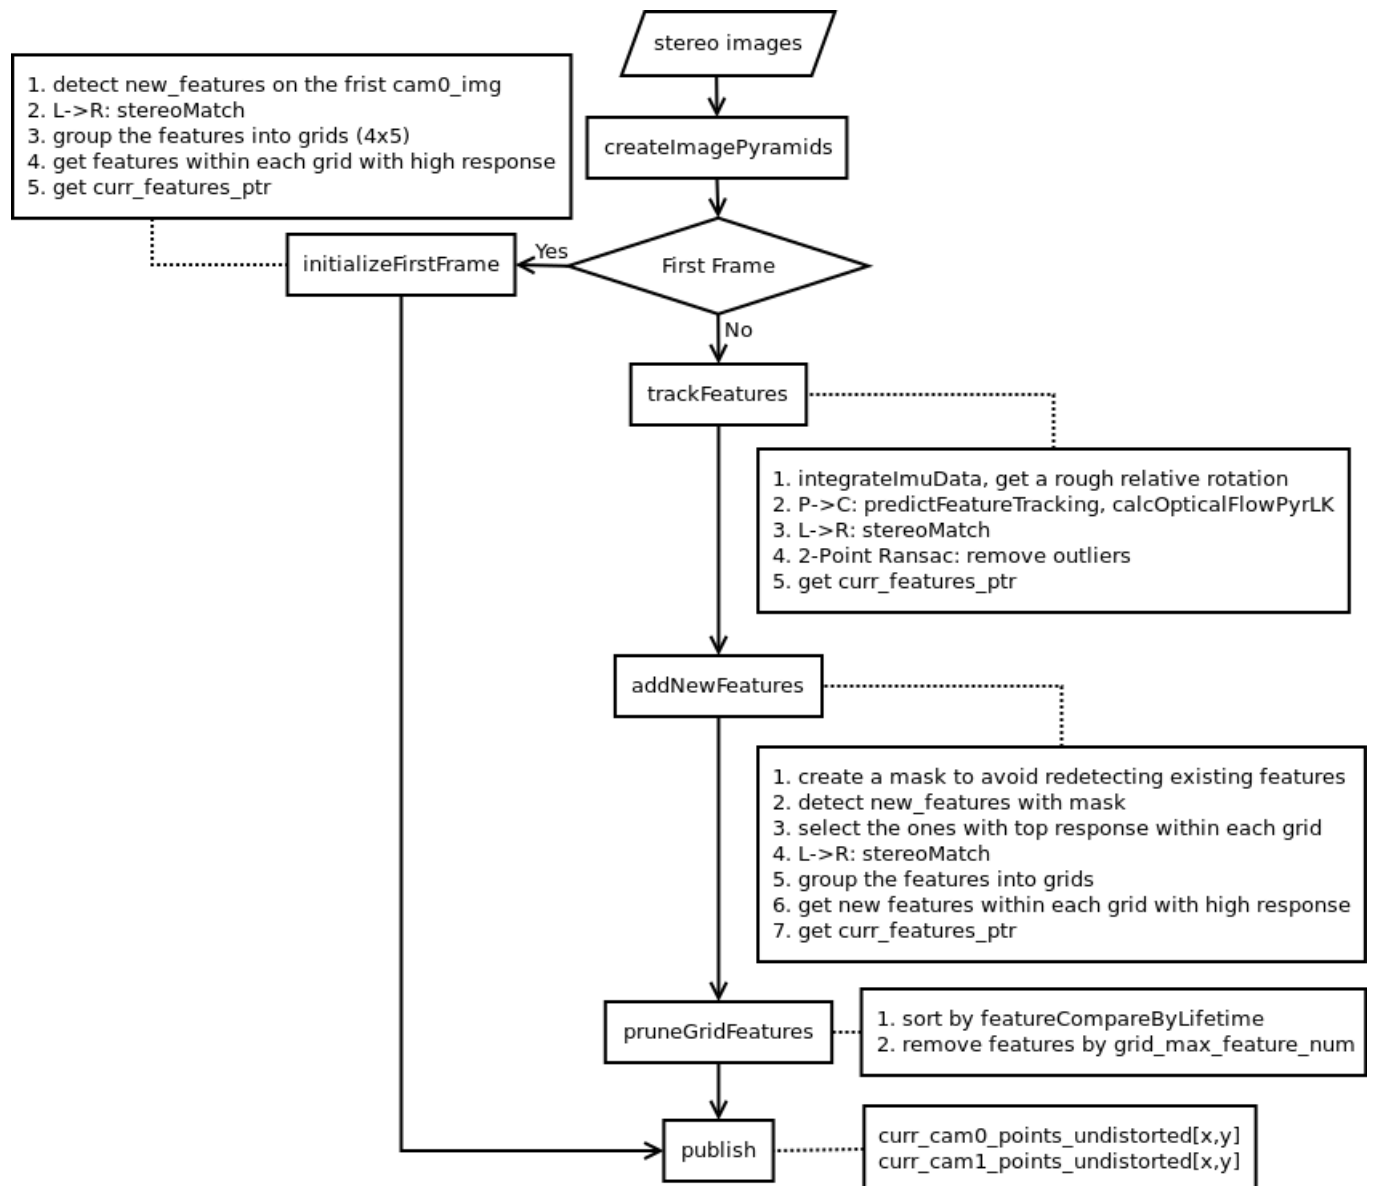 stereo images
1. detect new_features on the frist cam0_img
2. L->R: stereoMatch
3. group the features into grids (4x5)
4. get features within each grid with high response
5. get curr_features_ptr
createImagePyramids
initializeFirstFrame
Yes
First Frame
No
trackFeatures
1. integrateImuData, get a rough relative rotation
2. P->C: predictFeatureTracking, calcOpticalFlowPyrLK
3. L->R: stereoMatch
4. 2-Point Ransac: remove outliers
5. get curr_features_ptr
addNewFeatures
1. create a mask to avoid redetecting existing features
2. detect new_features with mask
3. select the ones with top response within each grid
4. L->R: stereoMatch
5. group the features into grids
6. get new features within each grid with high response
7. get curr_features_ptr
pruneGridFeatures
1. sort by featureCompareByLifetime
2. remove features by grid_max_feature_num
publish
curr_cam0_points_undistorted[x,y]
curr_cam1_points_undistorted[x,y]